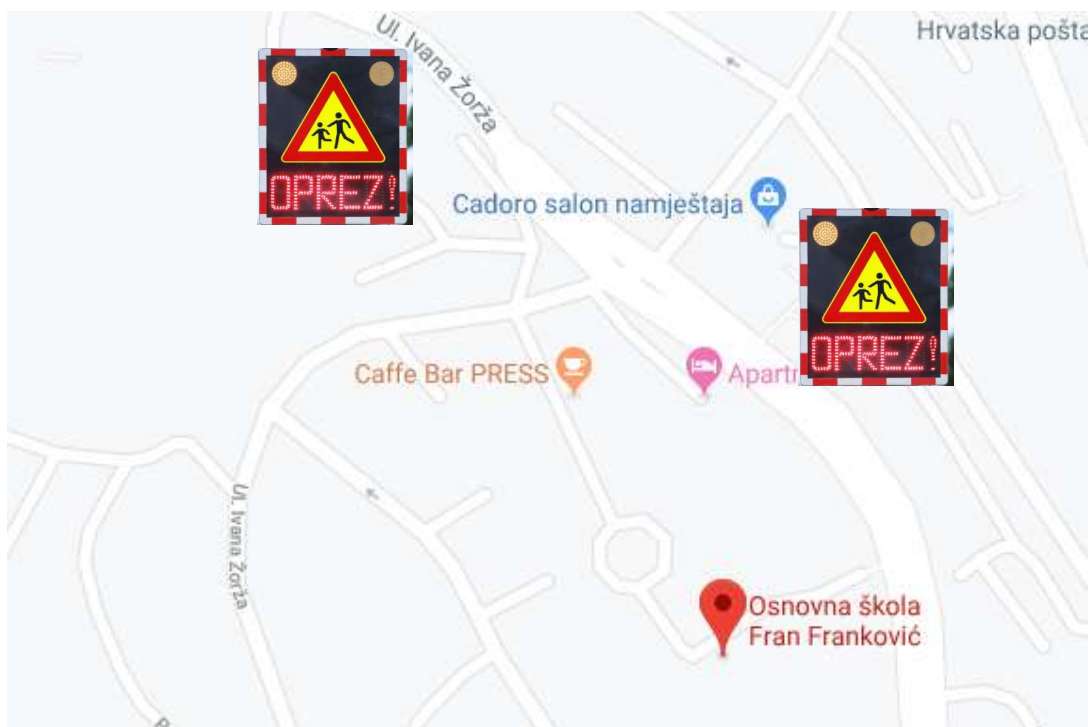 Hrvatska pošta
Ul. Ivana Žorža
OPREZ!
Cadoro salon namještaja
OPREZ!
Caffe Bar PRESS
Apartr
Ul. Ivana Žorža
Osnovna škola
Fran Franković